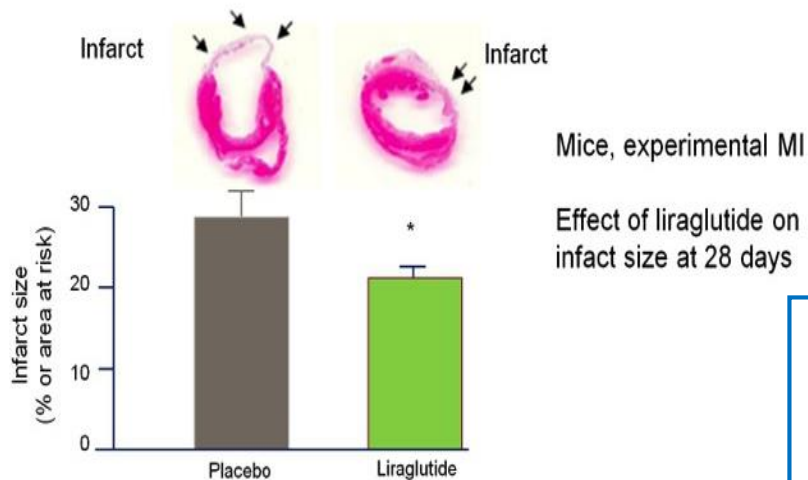 Infarct
Infarct
Mice, experimental MI
Effect of liraglutide on
infact size at 28 days
Infarct size
(% or area at risk)
30
20
10
0
*
Placebo
Liraglutide